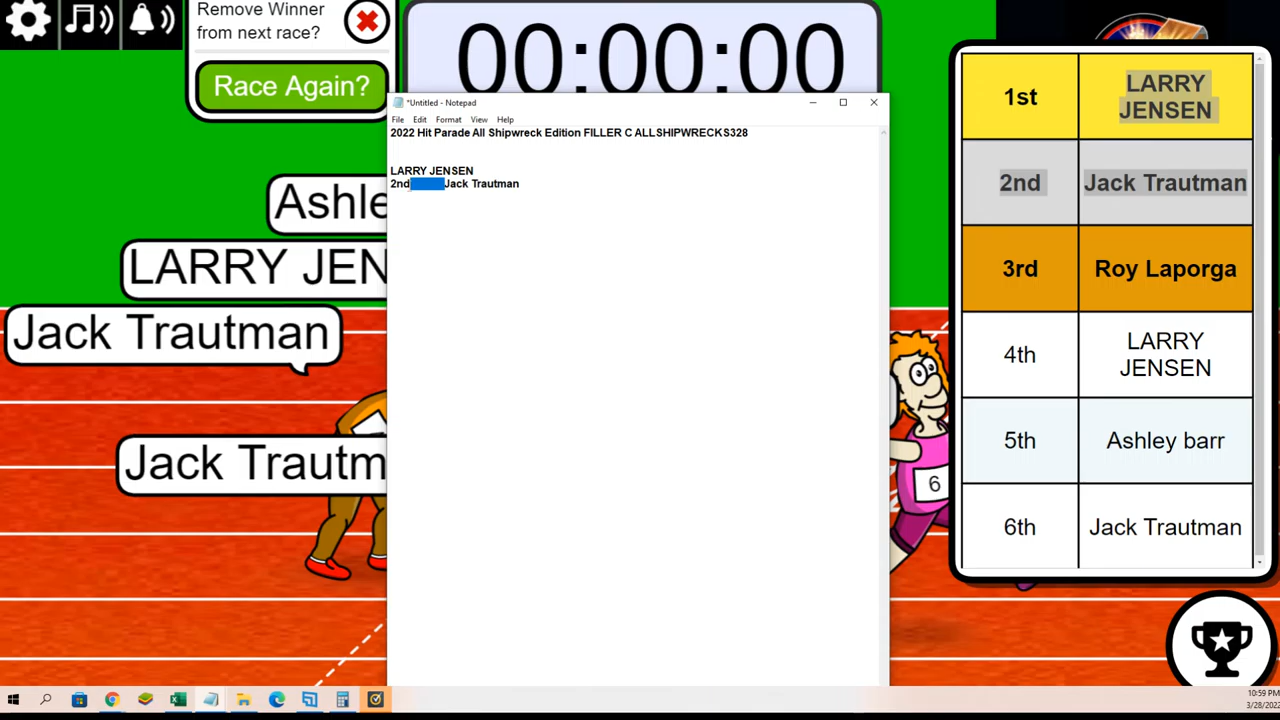 Remove Winner
from next race?
Race Again?
00:00:00
*Untitled - Notepad
File Edit Format View Help
2022 Hit Parade All Shipwreck Edition FILLER C ALLSHIPWRECKS328
LARRY JENSEN
2nd Jack Trautman
Ashle
LARRY JEN
Jack Trautman
Jack Trautm
6
1st LARRY
JENSEN
2nd Jack Trautman
3rd Roy Laporga
4th LARRY
JENSEN
5th Ashley barr
6th Jack Trautman
10:59 PM
3/28/202